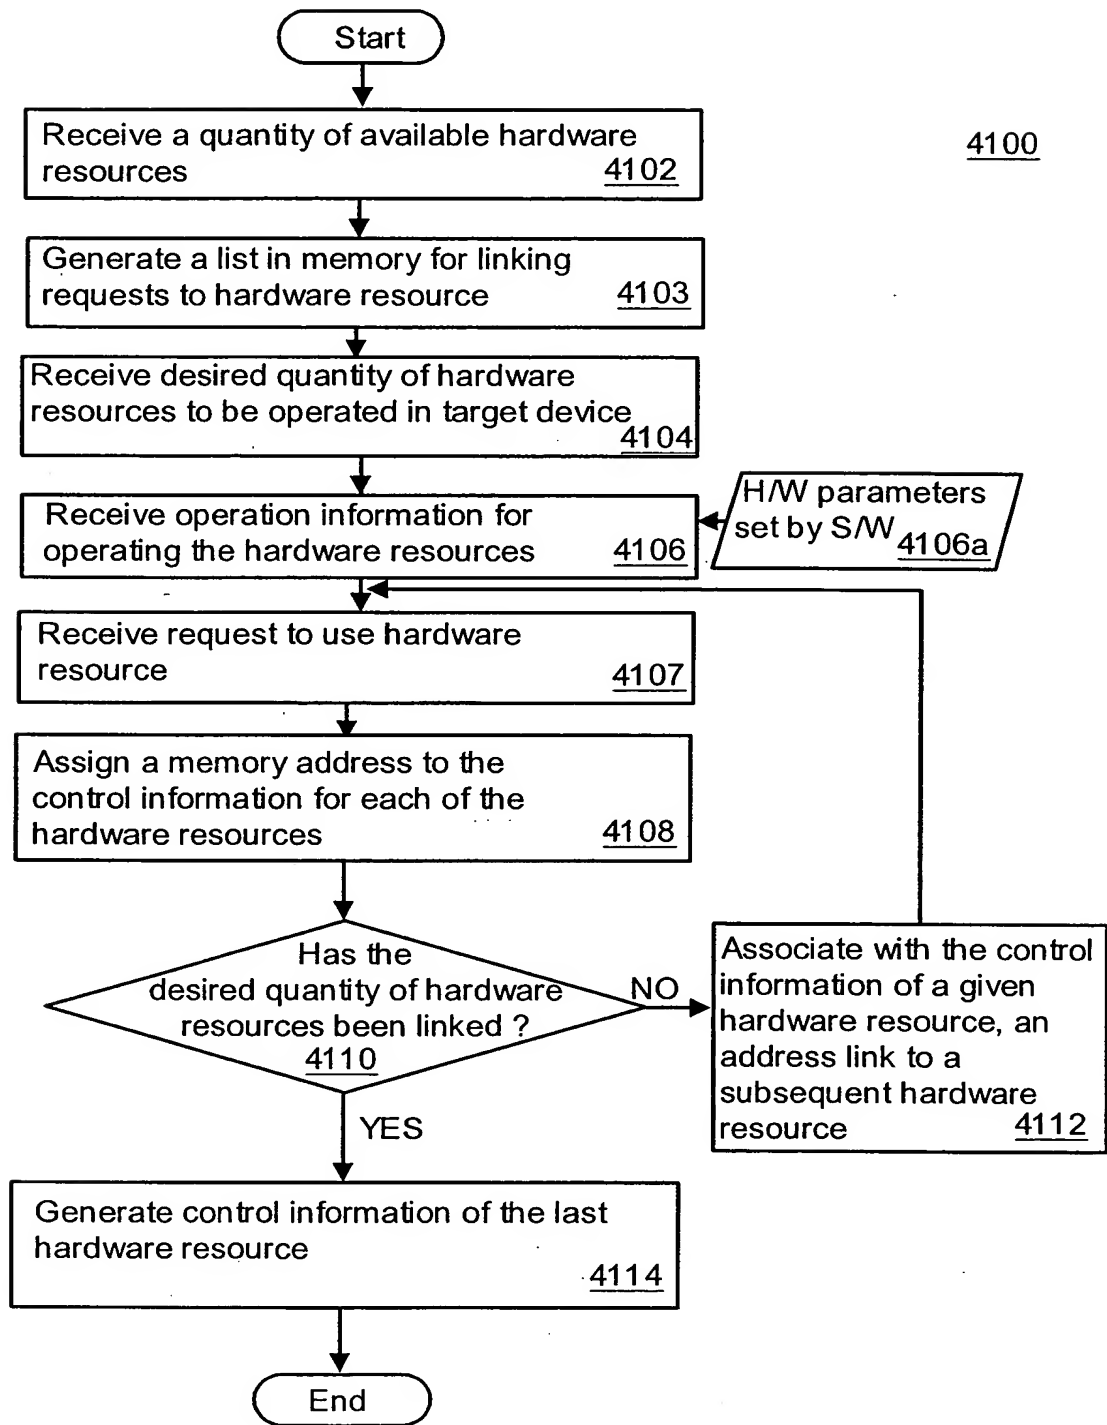 Start
Receive a quantity of available hardware
resources 4102
4100
Generate a list in memory for linking
requests to hardware resource 4103
Receive desired quantity of hardware
resources to be operated in target device
4104
Receive operation information for
operating the hardware resources 4106
H/W parameters
set by S/W 4106a
Receive request to use hardware
resource 4107
Assign a memory address to the
control information for each of the
hardware resources 4108
Has the
desired quantity of hardware
resources been linked ?
4110
NO
Associate with the control
information of a given
hardware resource, an
address link to a
subsequent hardware
resource 4112
YES
Generate control information of the last
hardware resource
4114
End